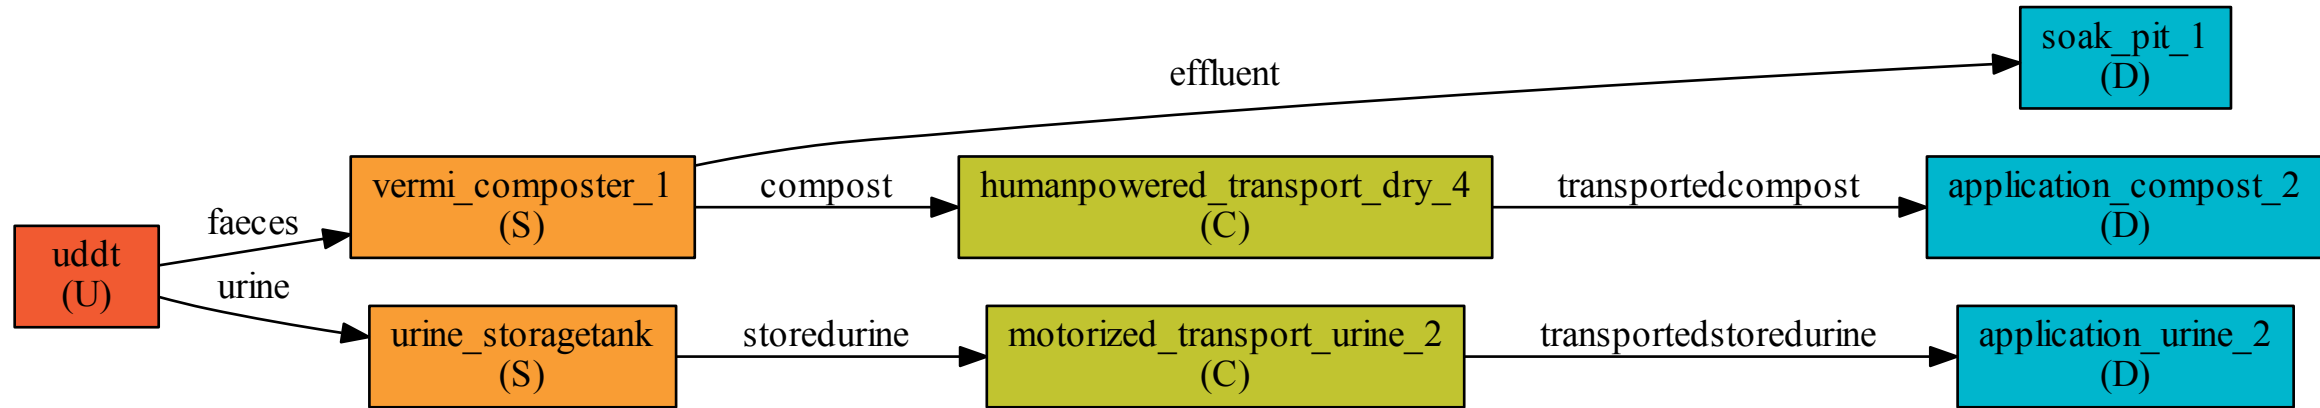 soak_pit_1
(D)
effluent
vermi_composter_1
(S)
compost
humanpowered_transport_dry_4
(C)
transportedcompost
application_compost_2
(D)
faeces
uddt
(U)
urine
urine_storagetank
(S)
storedurine
motorized_transport_urine_2
(C)
transportedstoredurine
application_urine_2
(D)